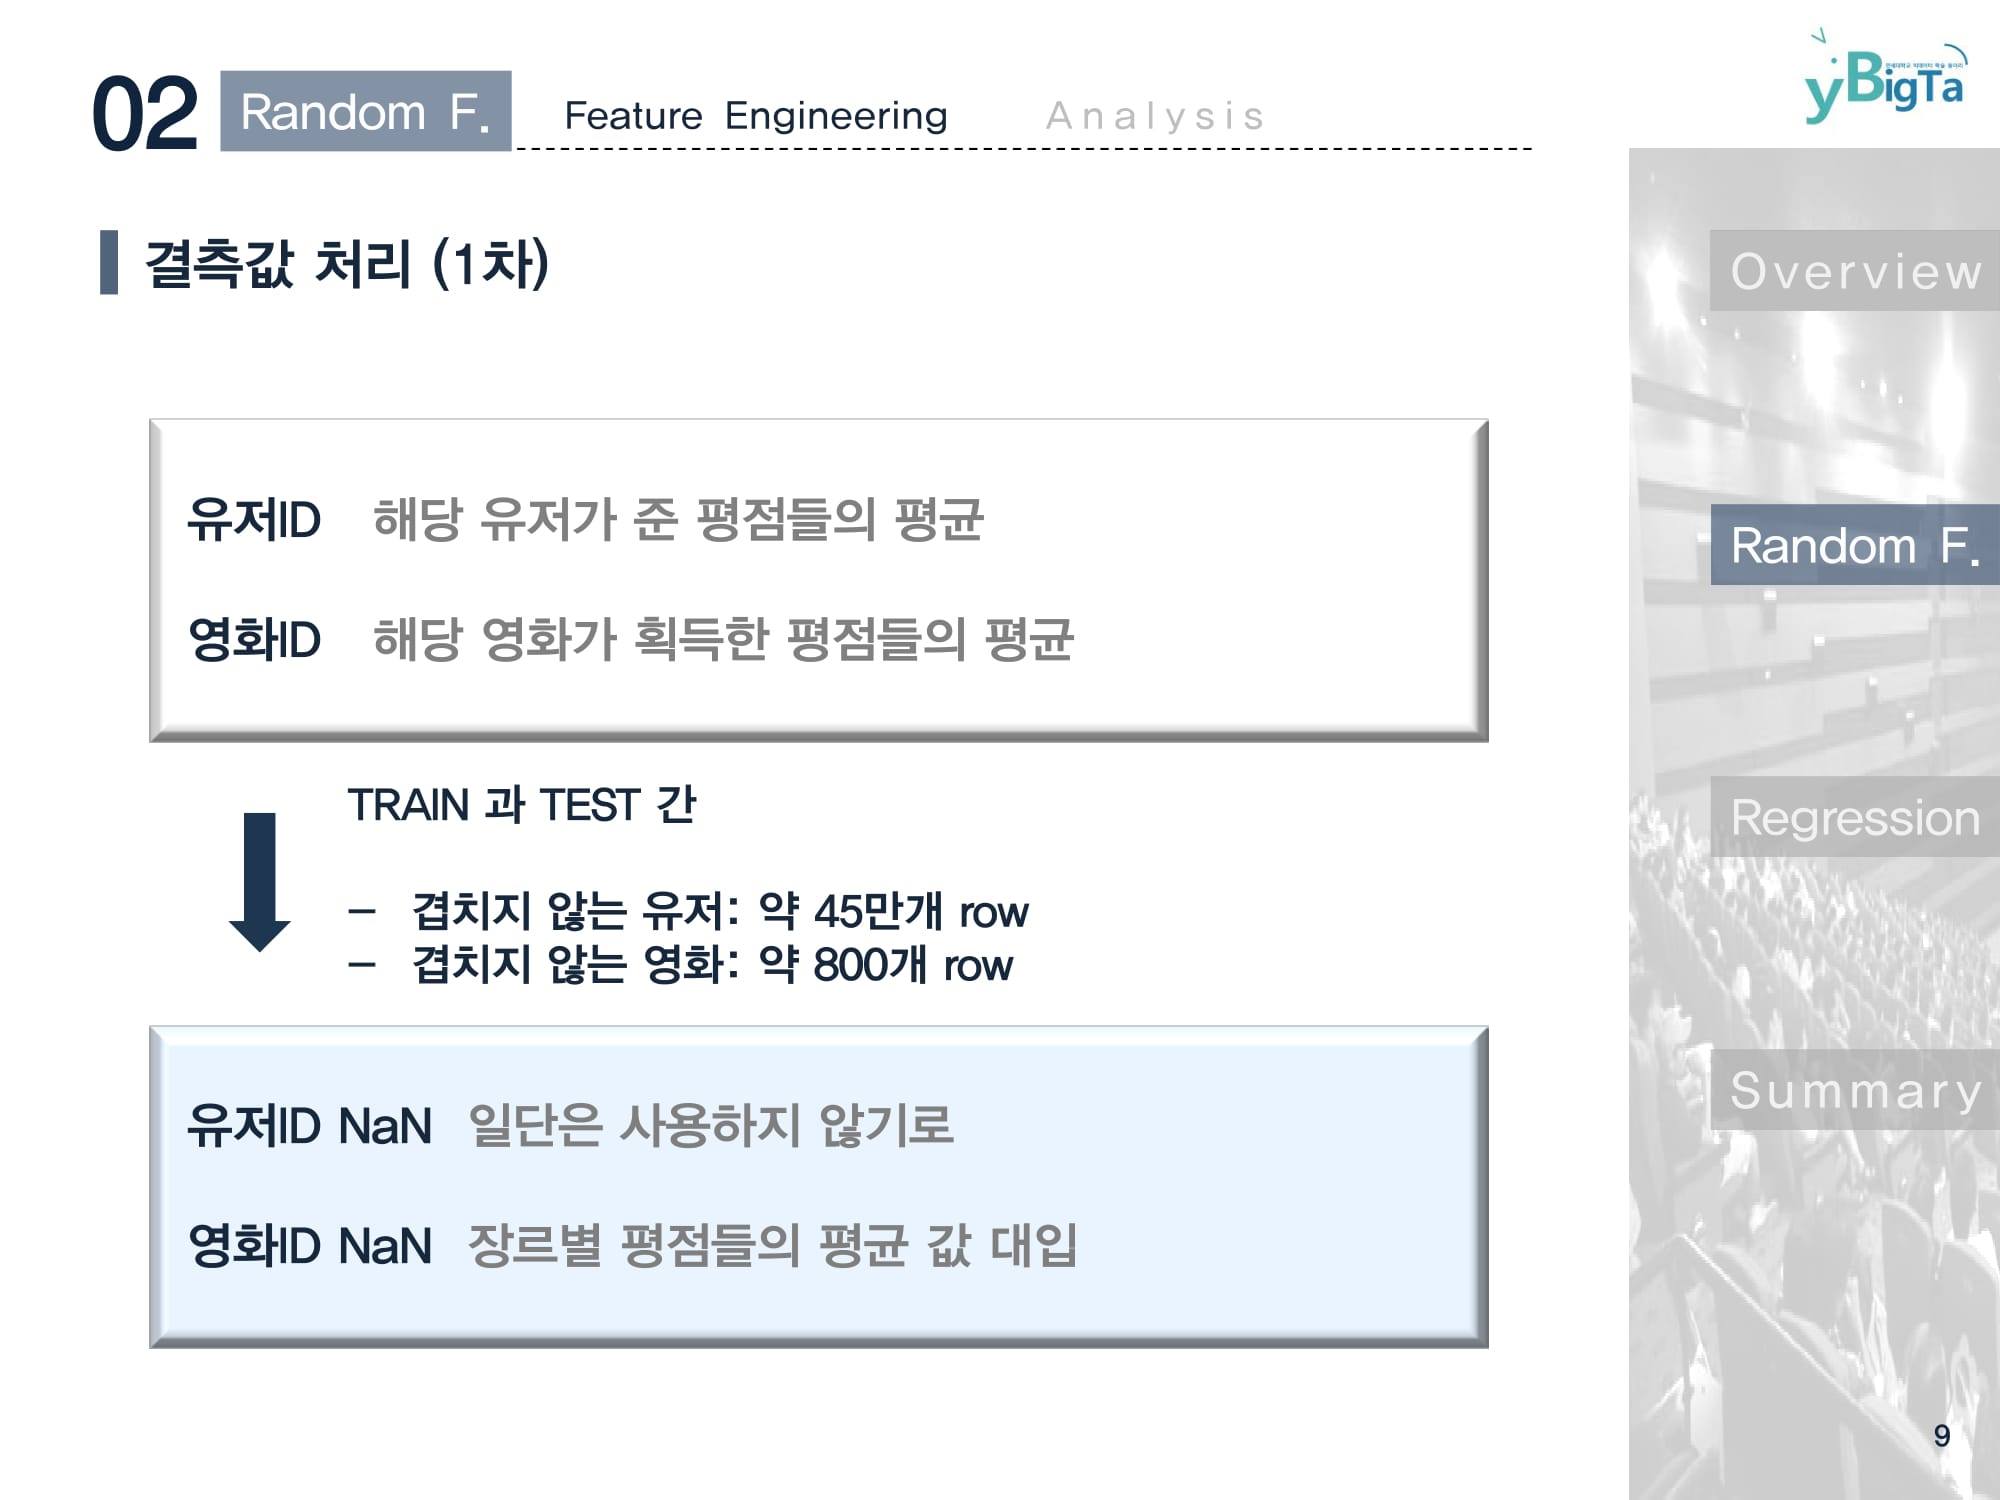 02 Random F. Feature Engineering Analysis
yBigTa
결측값 처리 (1차)
유저ID 해당 유저가 준 평점들의 평균
영화ID 해당 영화가 획득한 평점들의 평균
TRAIN 과 TEST 간
– 겹치지 않는 유저: 약 45만개 row
– 겹치지 않는 영화: 약 800개 row
유저ID NaN 일단은 사용하지 않기로
영화ID NaN 장르별 평점들의 평균 값 대입
Overview
Random F.
Regression
Summary
9